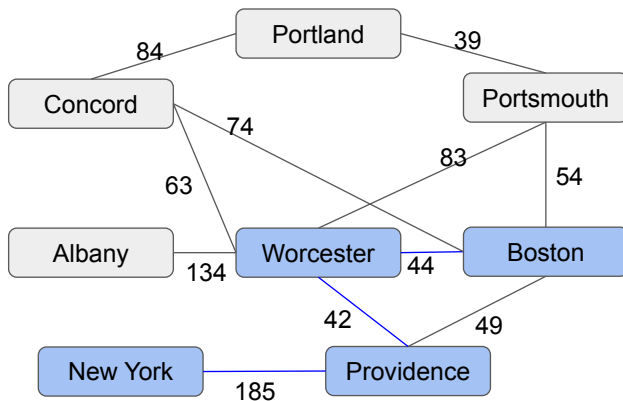 Portland
84
39
Concord
Portsmouth
74
83
63
54
Albany
Worcester
Boston
134
44
42
49
New York
Providence
185